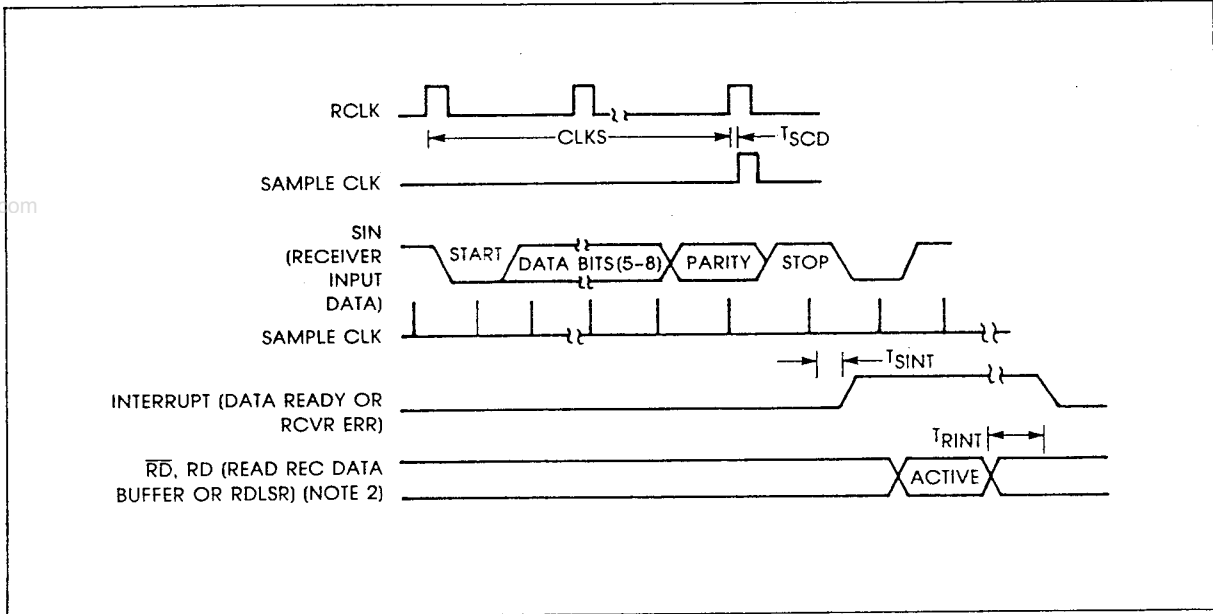 RCLK
CLKS
TSCD
SAMPLE CLK
com
SIN
(RECEIVER
INPUT
DATA)
START
DATA BITS (5-8)
PARITY
STOP
SAMPLE CLK
TSINT
INTERRUPT (DATA READY OR
RCVR ERR)
TRINT
RD, RD (READ REC DATA
BUFFER OR RDLSR) (NOTE 2)
ACTIVE